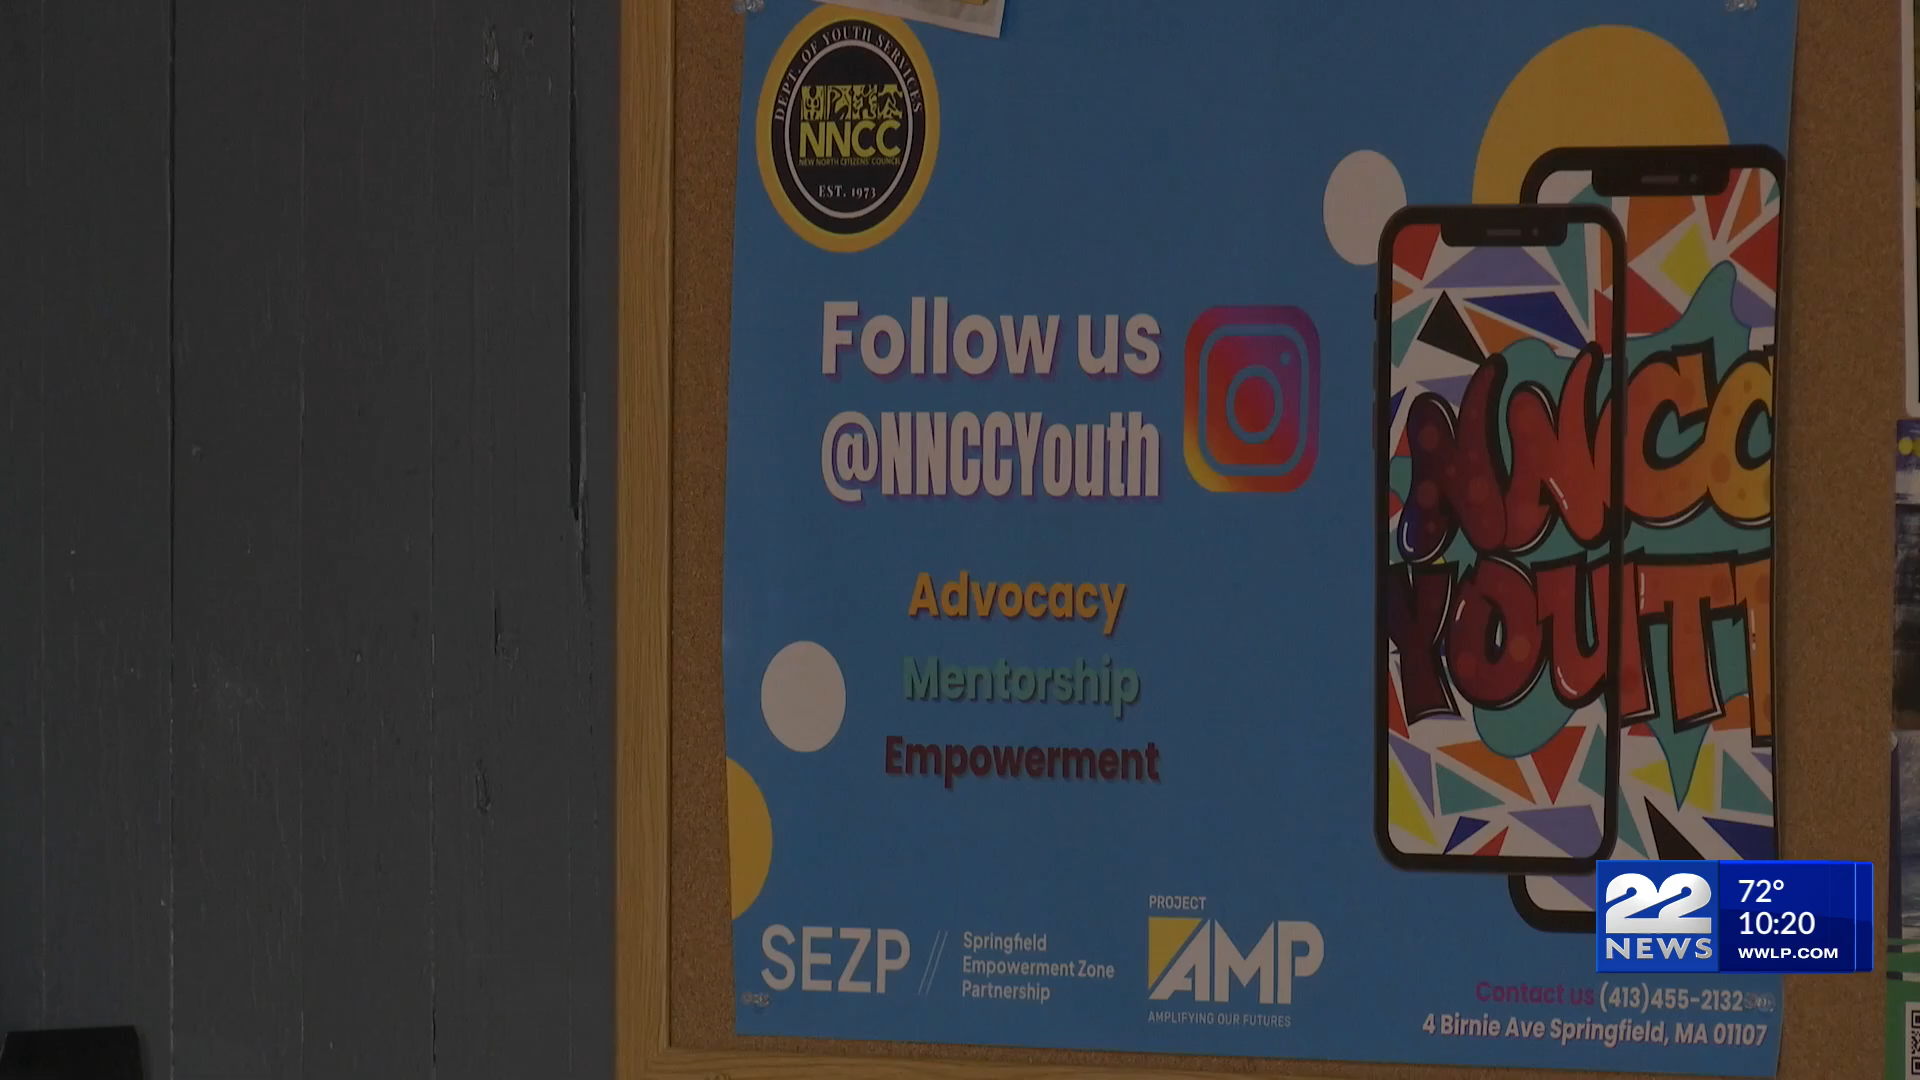 DEPT. OF YOUTH SERVICES
NNCC
NEW NORTH CITIZENS' COUNCIL
EST. 1973
Follow us
@NNCCYouth
Advocacy
Mentorship
Empowerment
NNCC
YOUTH
SEZP
Springfield
Empowerment Zone
Partnership
PROJECT
AMP
AMPLIFYING OUR FUTURES
Contact us (413)455-2132
4 Birnie Ave Springfield, MA 01107
22
NEWS
72°
10:20
WWLP.COM